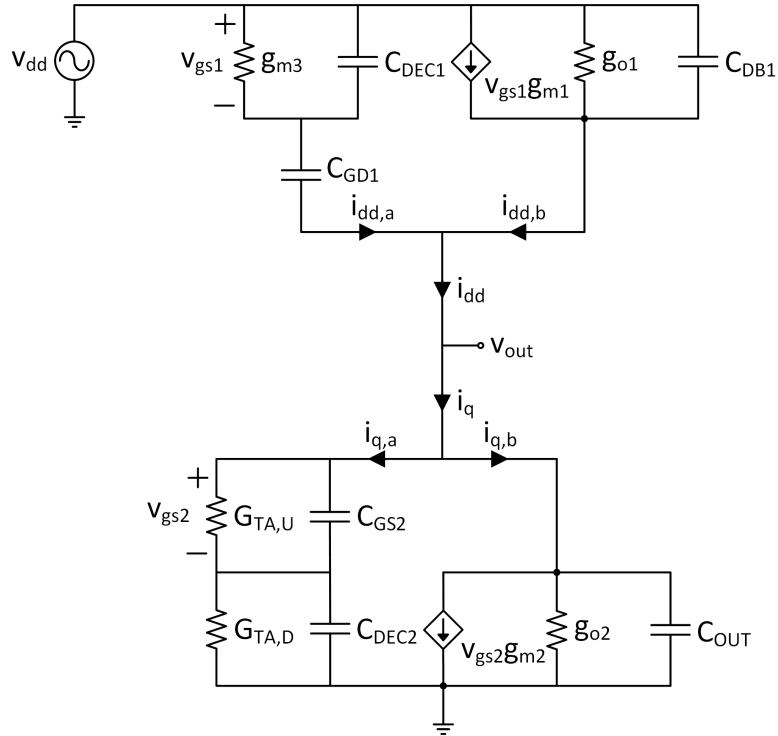 +
v_dd
v_gs1
g_m3
C_DEC1
v_gs1g_m1
g_o1
C_DB1
−
C_GD1
i_dd,a
i_dd,b
i_dd
v_out
i_q
i_q,a
i_q,b
+
v_gs2
G_TA,U
C_GS2
−
G_TA,D
C_DEC2
v_gs2g_m2
g_o2
C_OUT